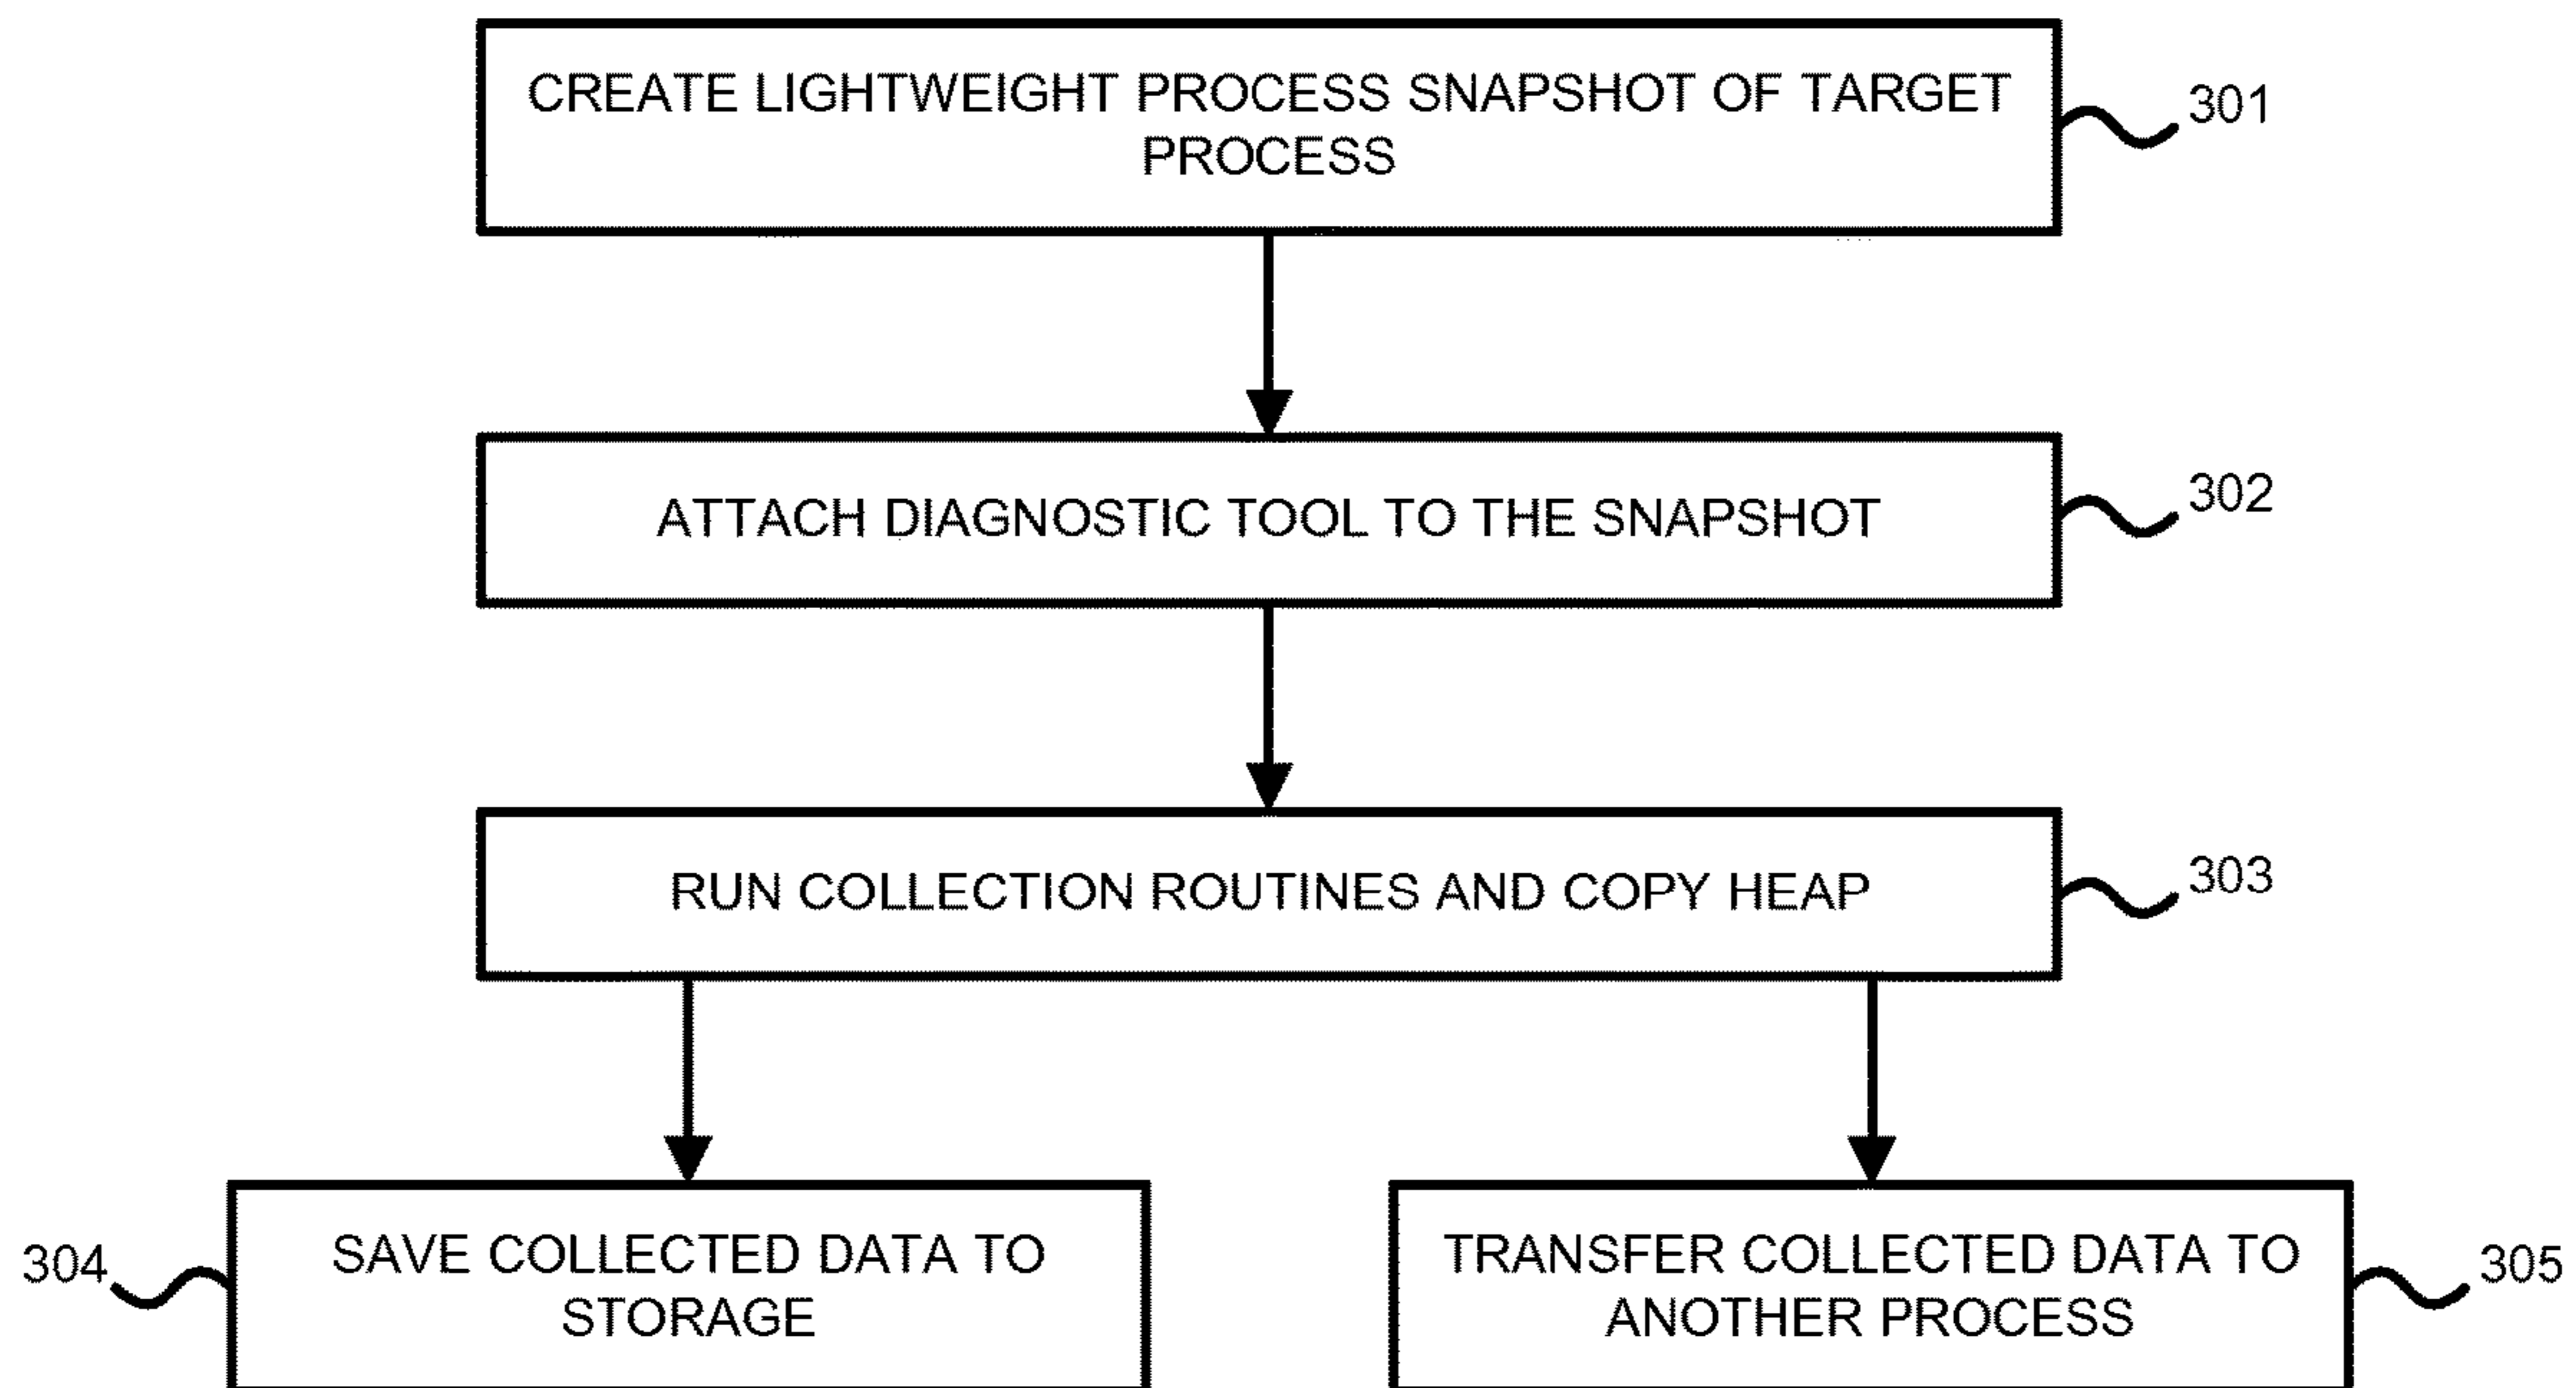 CREATE LIGHTWEIGHT PROCESS SNAPSHOT OF TARGET
PROCESS
301
ATTACH DIAGNOSTIC TOOL TO THE SNAPSHOT
302
RUN COLLECTION ROUTINES AND COPY HEAP
303
304
SAVE COLLECTED DATA TO
STORAGE
TRANSFER COLLECTED DATA TO
ANOTHER PROCESS
305